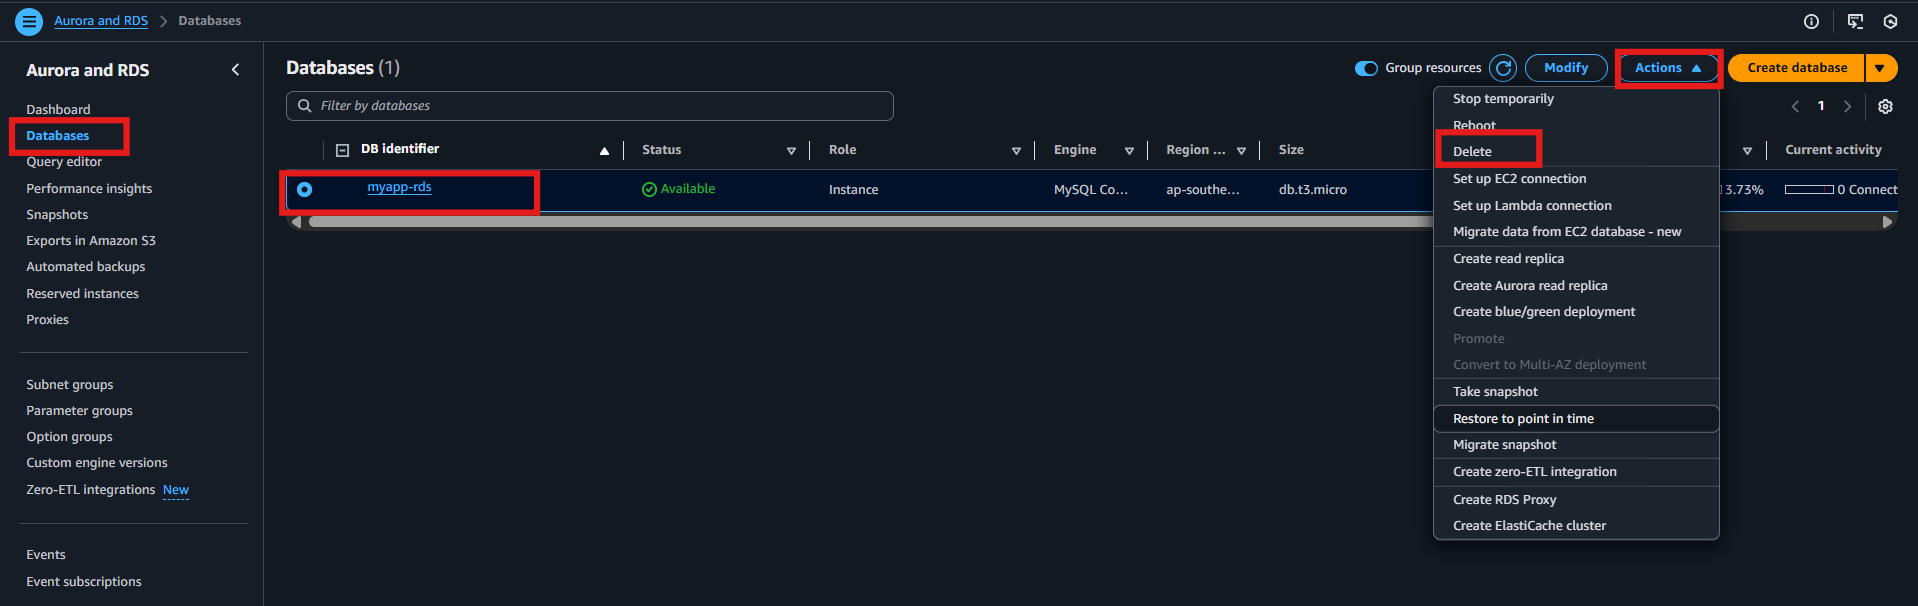 Aurora and RDS > Databases
Aurora and RDS
Dashboard
Databases
Query editor
Performance insights
Snapshots
Exports in Amazon S3
Automated backups
Reserved instances
Proxies
Subnet groups
Parameter groups
Option groups
Custom engine versions
Zero-ETL integrations New
Events
Event subscriptions
Databases (1)
Group resources
Modify
Actions
Create database
Filter by databases
1
DB identifier Status Role Engine Region ... Size Current activity
myapp-rds Available Instance MySQL Co... ap-southe... db.t3.micro 3.73% 0 Connect
Stop temporarily
Reboot
Delete
Set up EC2 connection
Set up Lambda connection
Migrate data from EC2 database - new
Create read replica
Create Aurora read replica
Create blue/green deployment
Promote
Convert to Multi-AZ deployment
Take snapshot
Restore to point in time
Migrate snapshot
Create zero-ETL integration
Create RDS Proxy
Create ElastiCache cluster